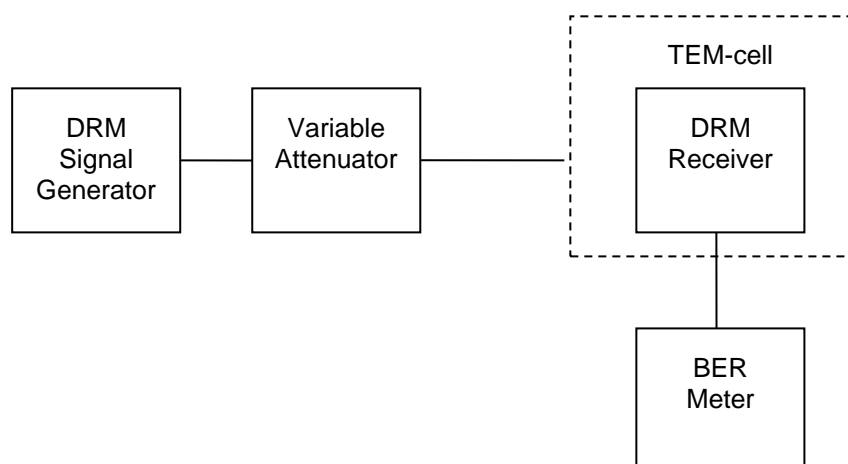 TEM-cell
DRM
Signal
Generator
Variable
Attenuator
DRM
Receiver
BER
Meter